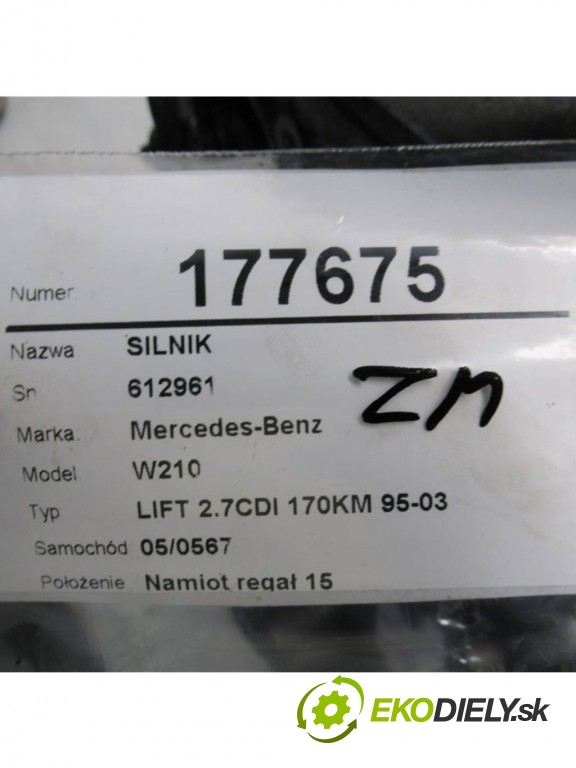 Numer 177675
Nazwa SILNIK
Sn 612961
Marka: Mercedes-Benz
ZM
Model W210
Typ LIFT 2.7CDI 170KM 95-03
Samochód 05/0567
Położenie Namiot regał 15
EKODIELY.sk